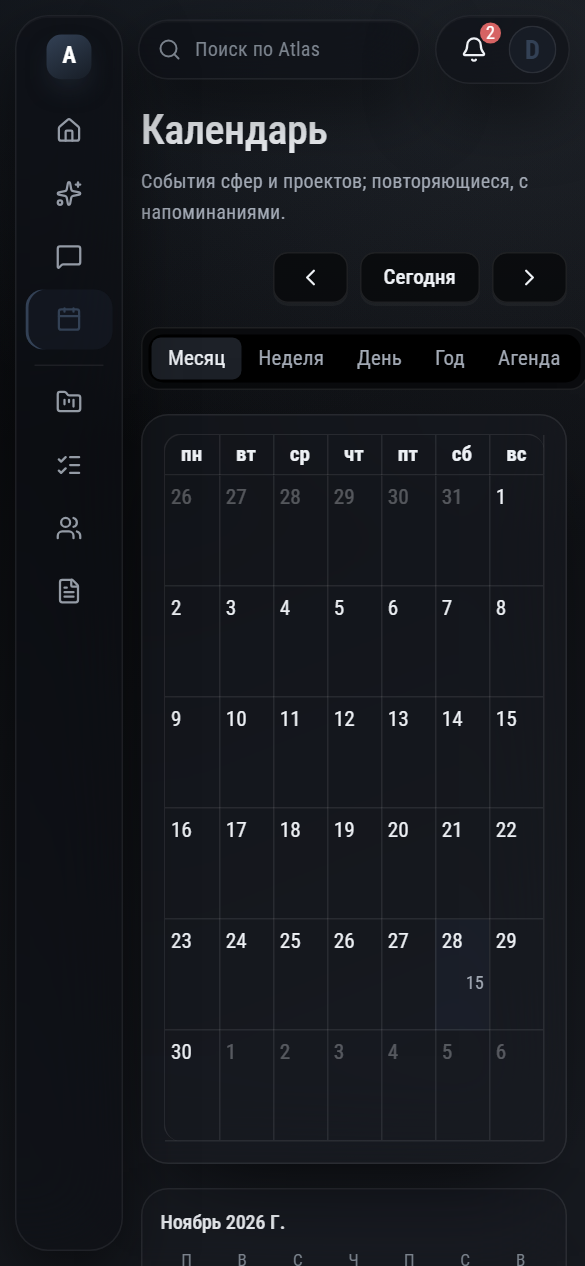 A
Поиск по Atlas
2
D
Календарь
События сфер и проектов; повторяющиеся, с
напоминаниями.
Сегодня
Месяц Неделя День Год Агенда
пн вт ср чт пт сб вс
26 27 28 29 30 31 1
2 3 4 5 6 7 8
9 10 11 12 13 14 15
16 17 18 19 20 21 22
23 24 25 26 27 28 29
15
30 1 2 3 4 5 6
Ноябрь 2026 Г.
П В С Ч П С В